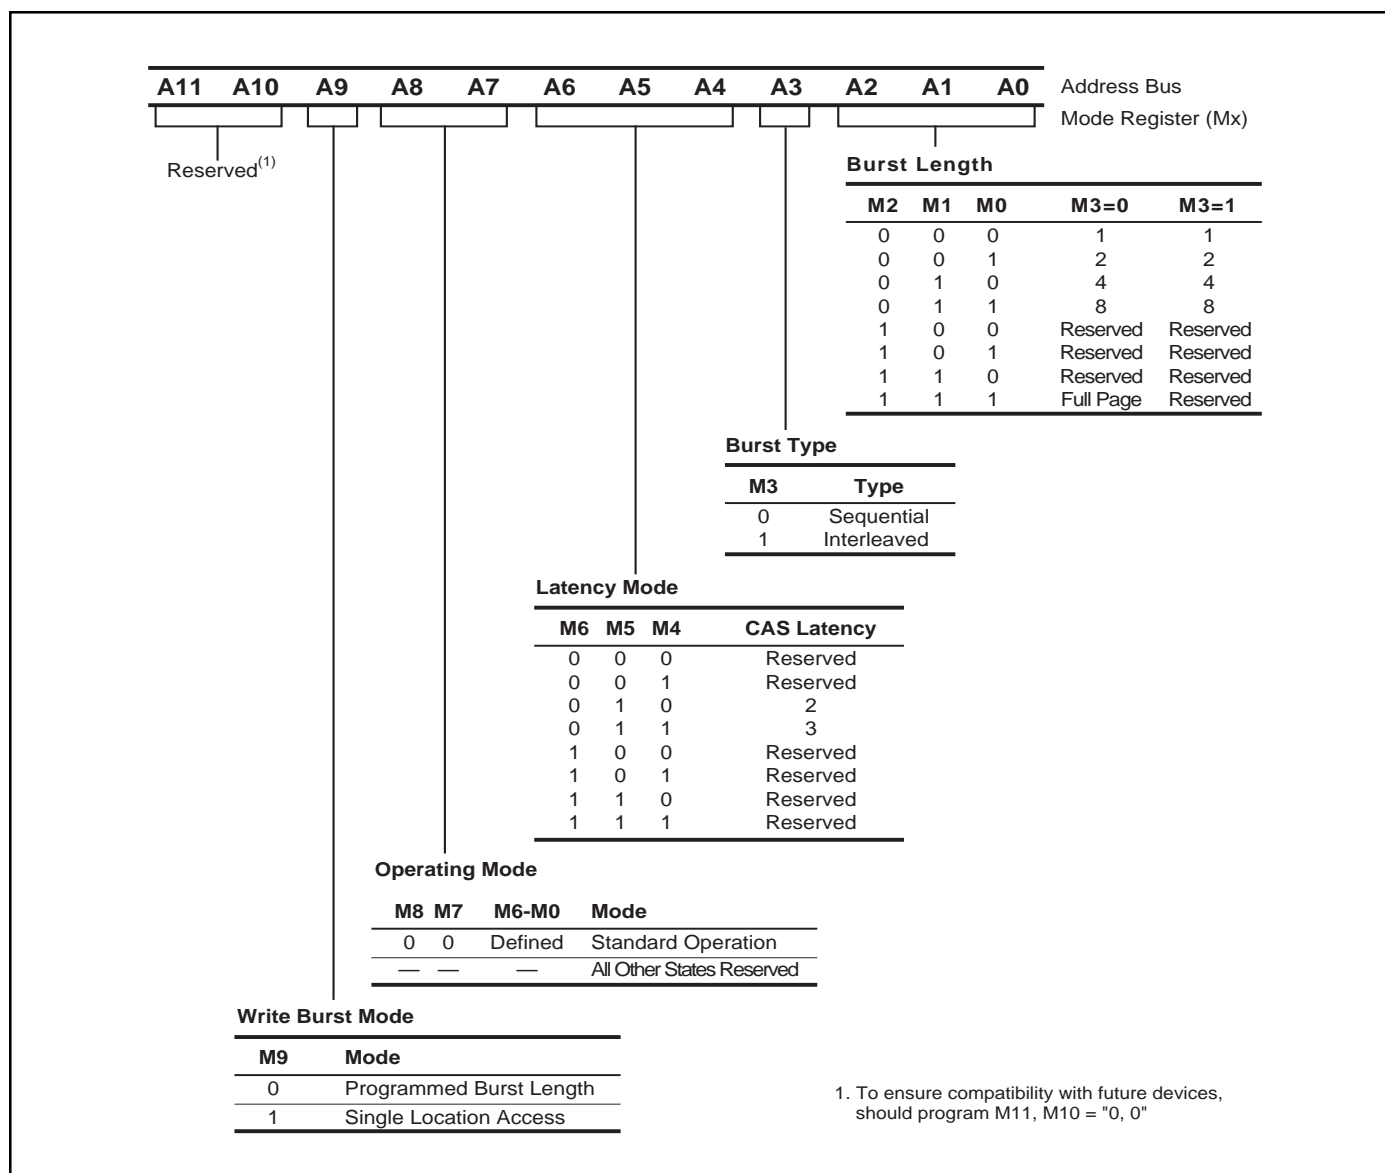 A11 A10 A9 A8 A7 A6 A5 A4 A3 A2 A1 A0 Address Bus
Mode Register (Mx)
Reserved(1)
Burst Length
M2 M1 M0 M3=0 M3=1
0 0 0 1 1
0 0 1 2 2
0 1 0 4 4
0 1 1 8 8
1 0 0 Reserved Reserved
1 0 1 Reserved Reserved
1 1 0 Reserved Reserved
1 1 1 Full Page Reserved
Burst Type
M3 Type
0 Sequential
1 Interleaved
Latency Mode
M6 M5 M4 CAS Latency
0 0 0 Reserved
0 0 1 Reserved
0 1 0 2
0 1 1 3
1 0 0 Reserved
1 0 1 Reserved
1 1 0 Reserved
1 1 1 Reserved
Operating Mode
M8 M7 M6-M0 Mode
0 0 Defined Standard Operation
— — — All Other States Reserved
Write Burst Mode
M9 Mode
0 Programmed Burst Length
1 Single Location Access
1. To ensure compatibility with future devices,
should program M11, M10 = "0, 0"